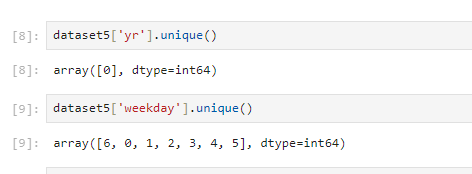 [8]: dataset5['yr'].unique()
[8]: array([0], dtype=int64)
[9]: dataset5['weekday'].unique()
[9]: array([6, 0, 1, 2, 3, 4, 5], dtype=int64)